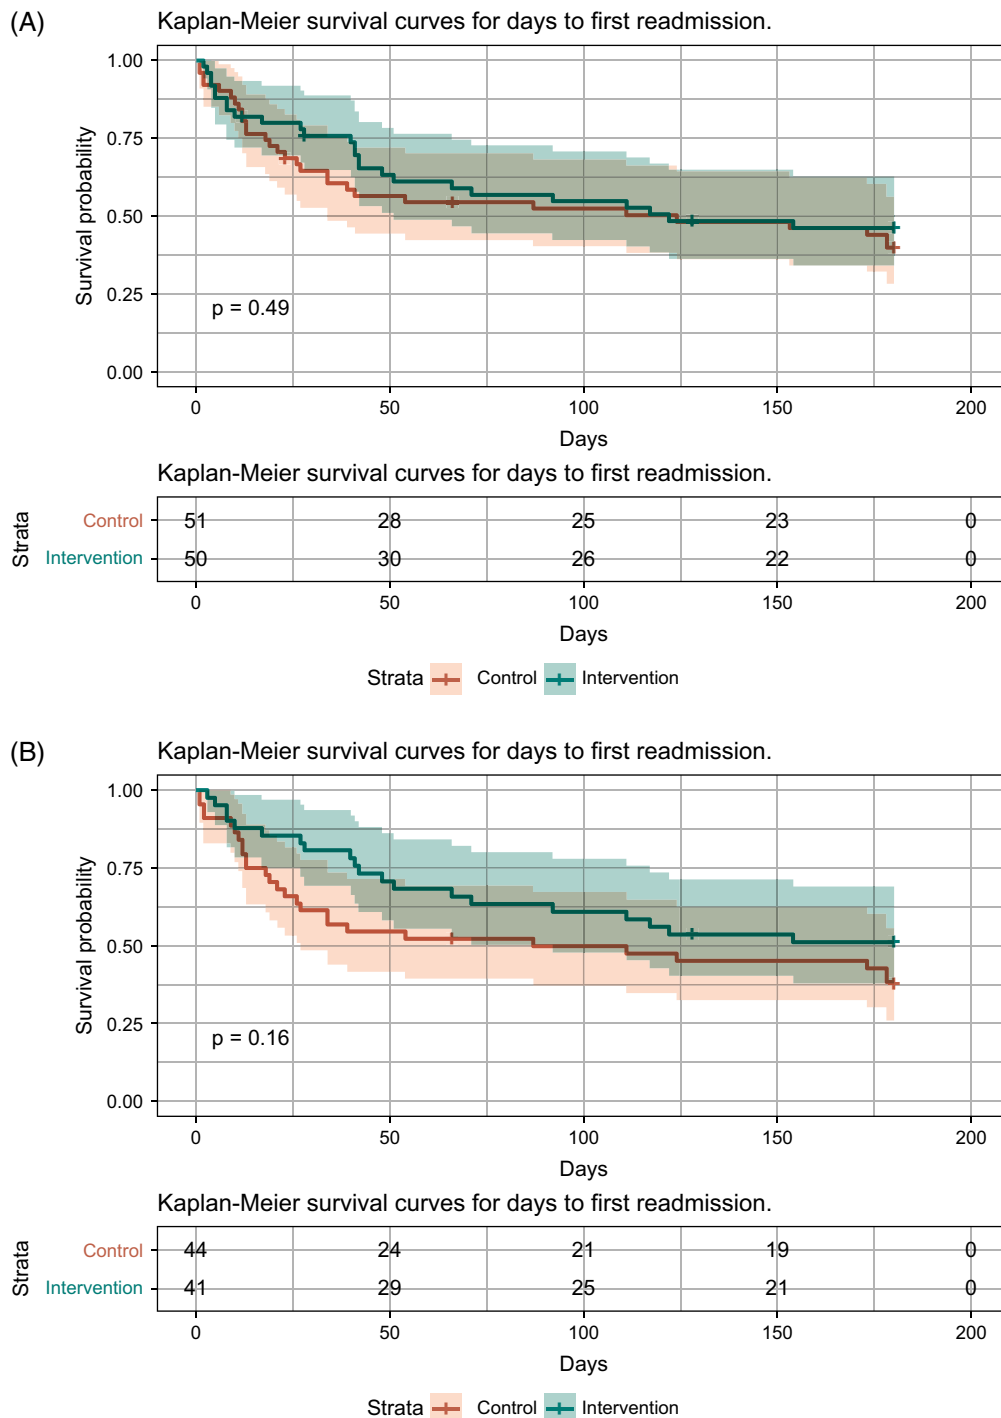 (A)
Kaplan-Meier survival curves for days to first readmission.
Survival probability
1.00
0.75
0.50
0.25
0.00
p = 0.49
0 50 100 150 200
Days
Kaplan-Meier survival curves for days to first readmission.
Strata
Control 51 28 25 23 0
Intervention 50 30 26 22 0
0 50 100 150 200
Days
Strata Control Intervention
(B)
Kaplan-Meier survival curves for days to first readmission.
Survival probability
1.00
0.75
0.50
0.25
0.00
p = 0.16
0 50 100 150 200
Days
Kaplan-Meier survival curves for days to first readmission.
Strata
Control 44 24 21 19 0
Intervention 41 29 25 21 0
0 50 100 150 200
Days
Strata Control Intervention